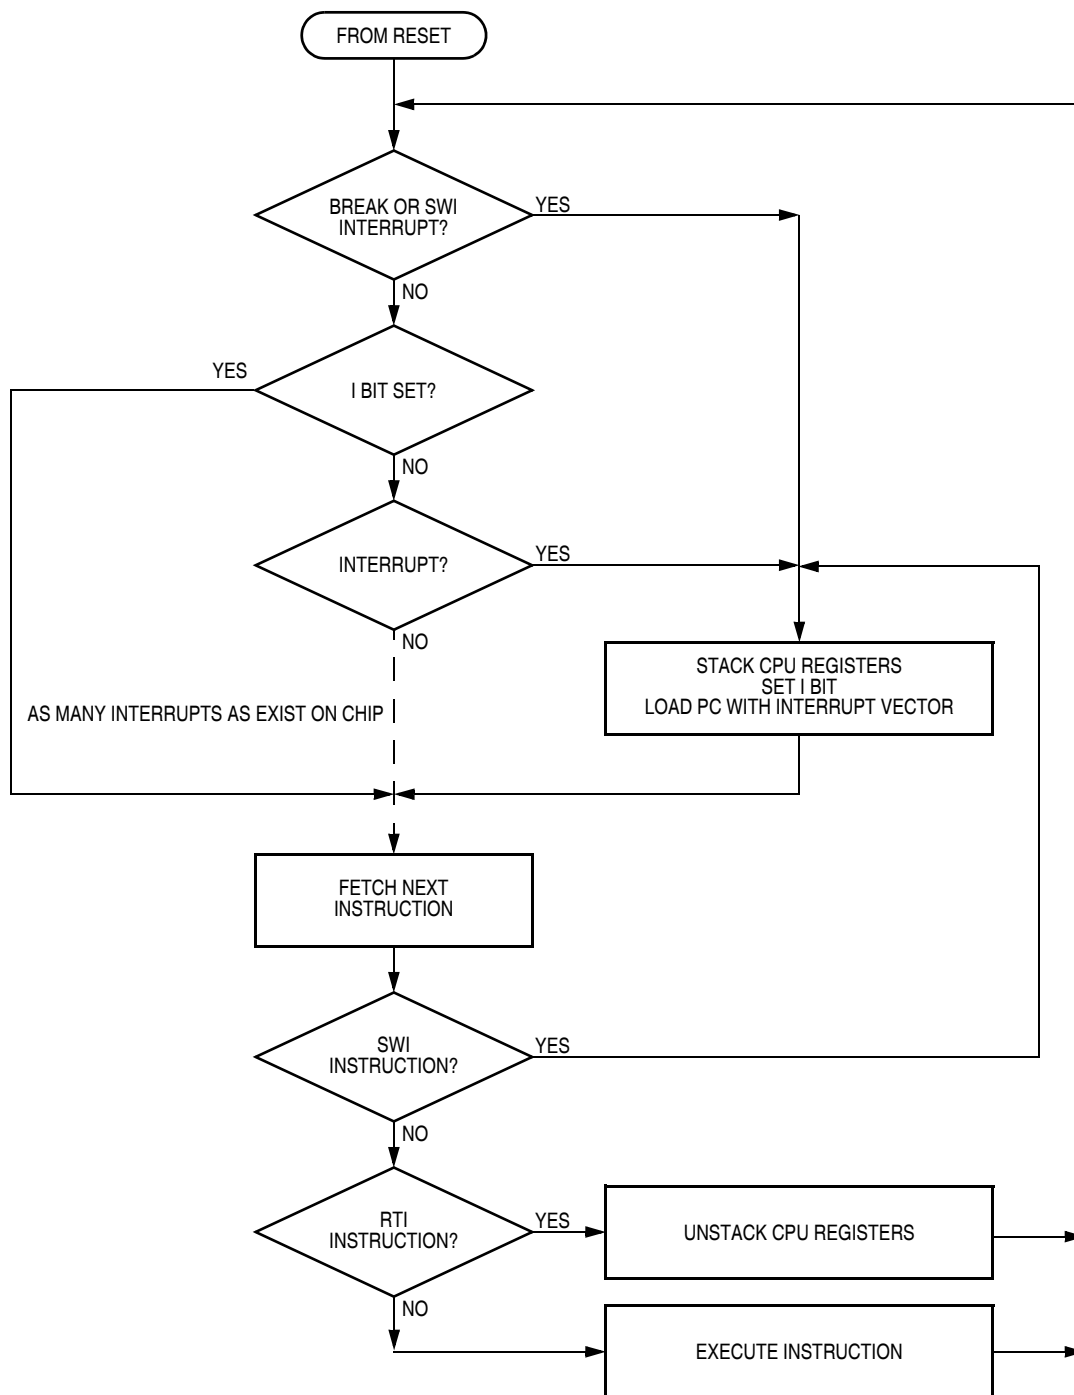 FROM RESET
BREAK OR SWI
INTERRUPT?
YES
NO
YES
I BIT SET?
NO
INTERRUPT?
YES
NO
STACK CPU REGISTERS
SET I BIT
LOAD PC WITH INTERRUPT VECTOR
AS MANY INTERRUPTS AS EXIST ON CHIP
FETCH NEXT
INSTRUCTION
SWI
INSTRUCTION?
YES
NO
RTI
INSTRUCTION?
YES
UNSTACK CPU REGISTERS
NO
EXECUTE INSTRUCTION